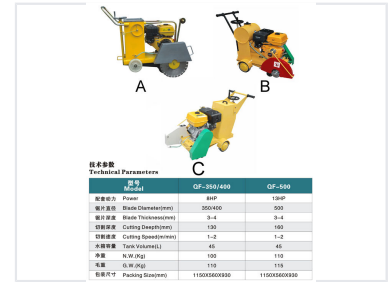 A
B
C
技术参数
Technical Parameters
型号 Model QF-350/400 QF-500
配套动力 Power 8HP 13HP
锯片直径 Blade Diameter(mm) 350/400 500
锯片深度 Blade Thickness(mm) 3-4 3-4
切割深度 Cutting Deepth(mm) 130 160
切割速度 Cutting Speed(m/min) 1-2 1-2
水箱容量 Tank Volume(L) 45 45
净重 N.W.(Kg) 100 110
毛重 G.W.(Kg) 110 115
包装尺寸 Packing Size(mm) 1150X560X930 1150X560X930